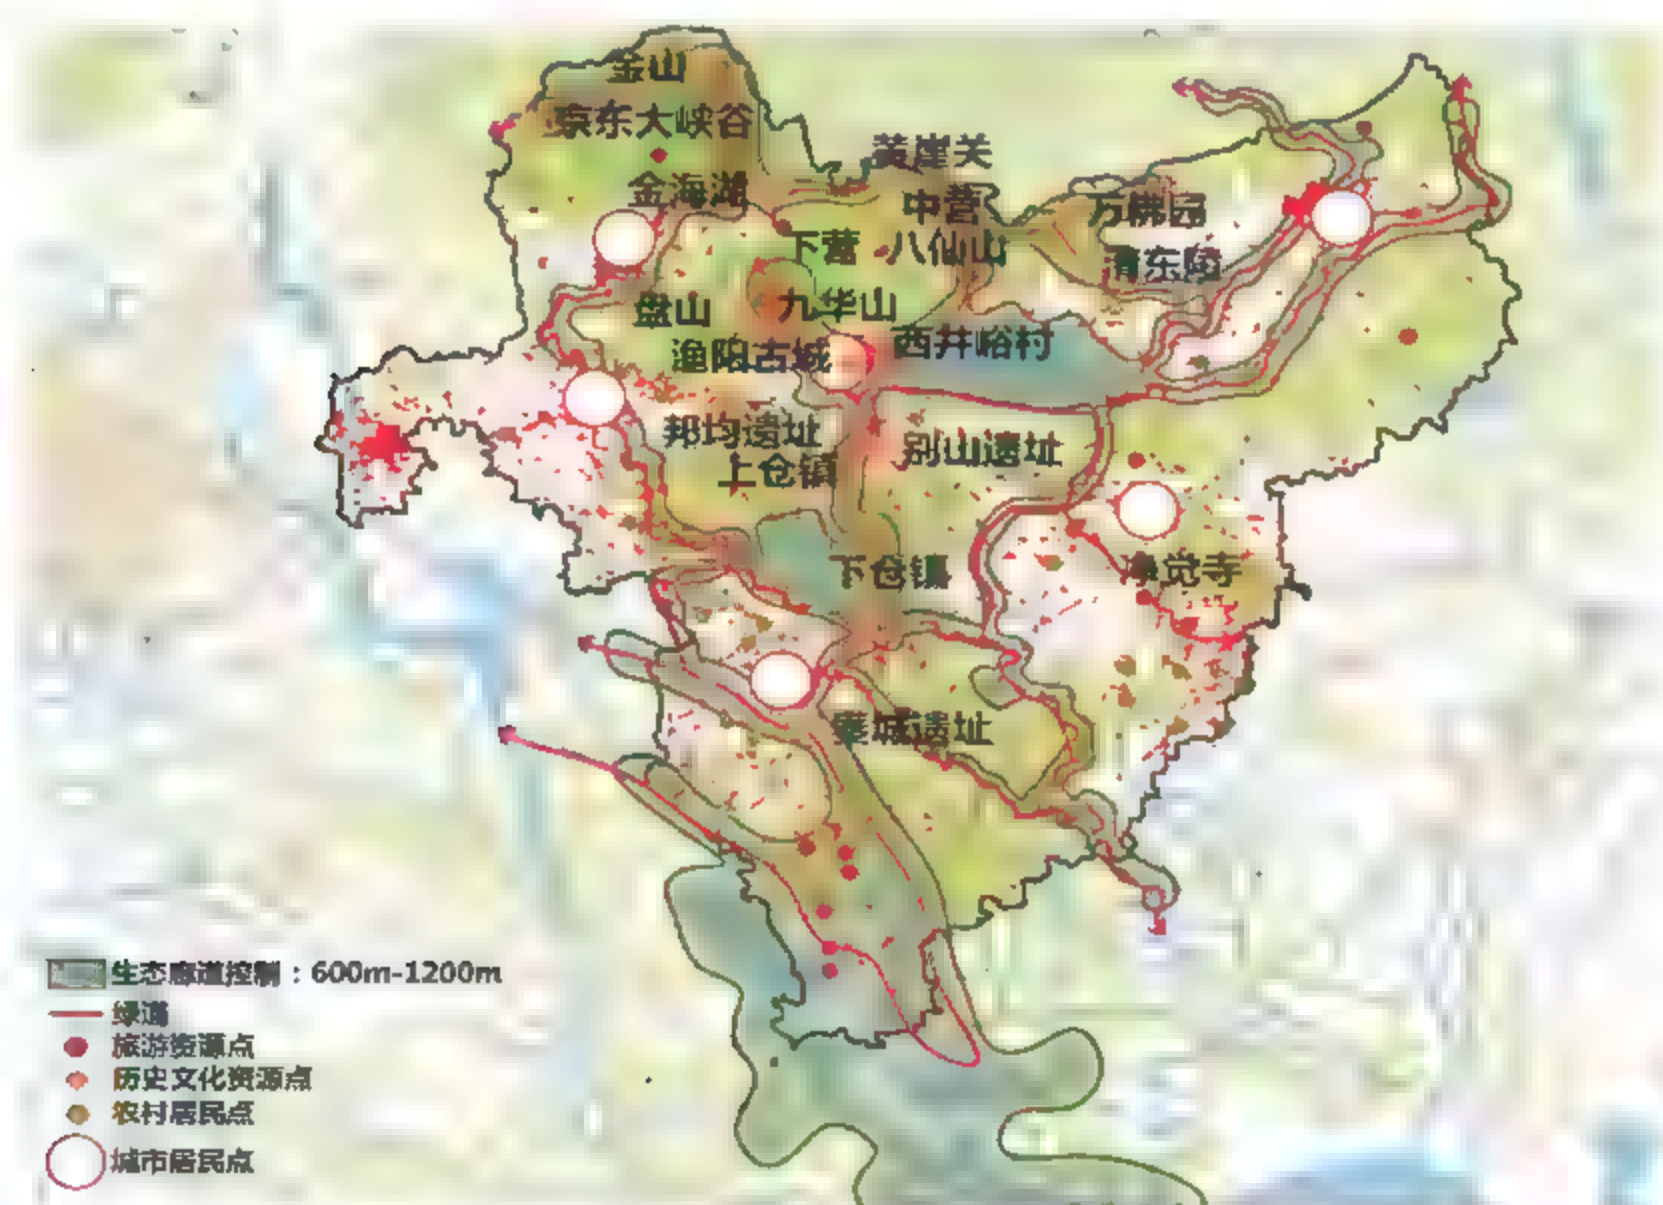 金山
京东大峡谷
金海湖
黄崖关
中营
八仙山
下营
万佛园
清东陵
盘山
九华山
渔阳古城
西井峪村
邦均遗址
上仓镇
别山遗址
下仓镇
净觉寺
城遗址
生态廊道控制：600m-1200m
绿道
旅游资源点
历史文化资源点
农村居民点
城市居民点